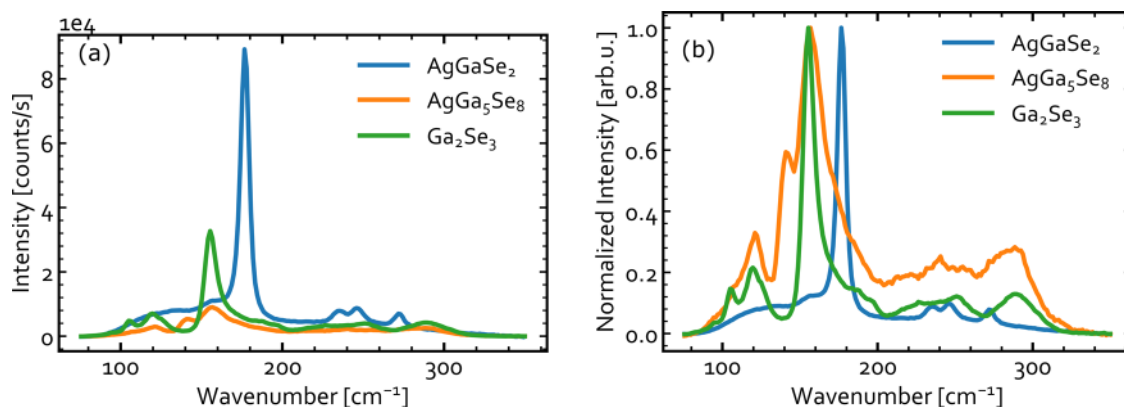 1e4
(a)
AgGaSe₂
AgGa₅Se₈
Ga₂Se₃
8
6
4
2
0
Intensity [counts/s]
100
200
300
Wavenumber [cm⁻¹]
(b)
AgGaSe₂
AgGa₅Se₈
Ga₂Se₃
1.0
0.8
0.6
0.4
0.2
0.0
Normalized Intensity [arb.u.]
100
200
300
Wavenumber [cm⁻¹]